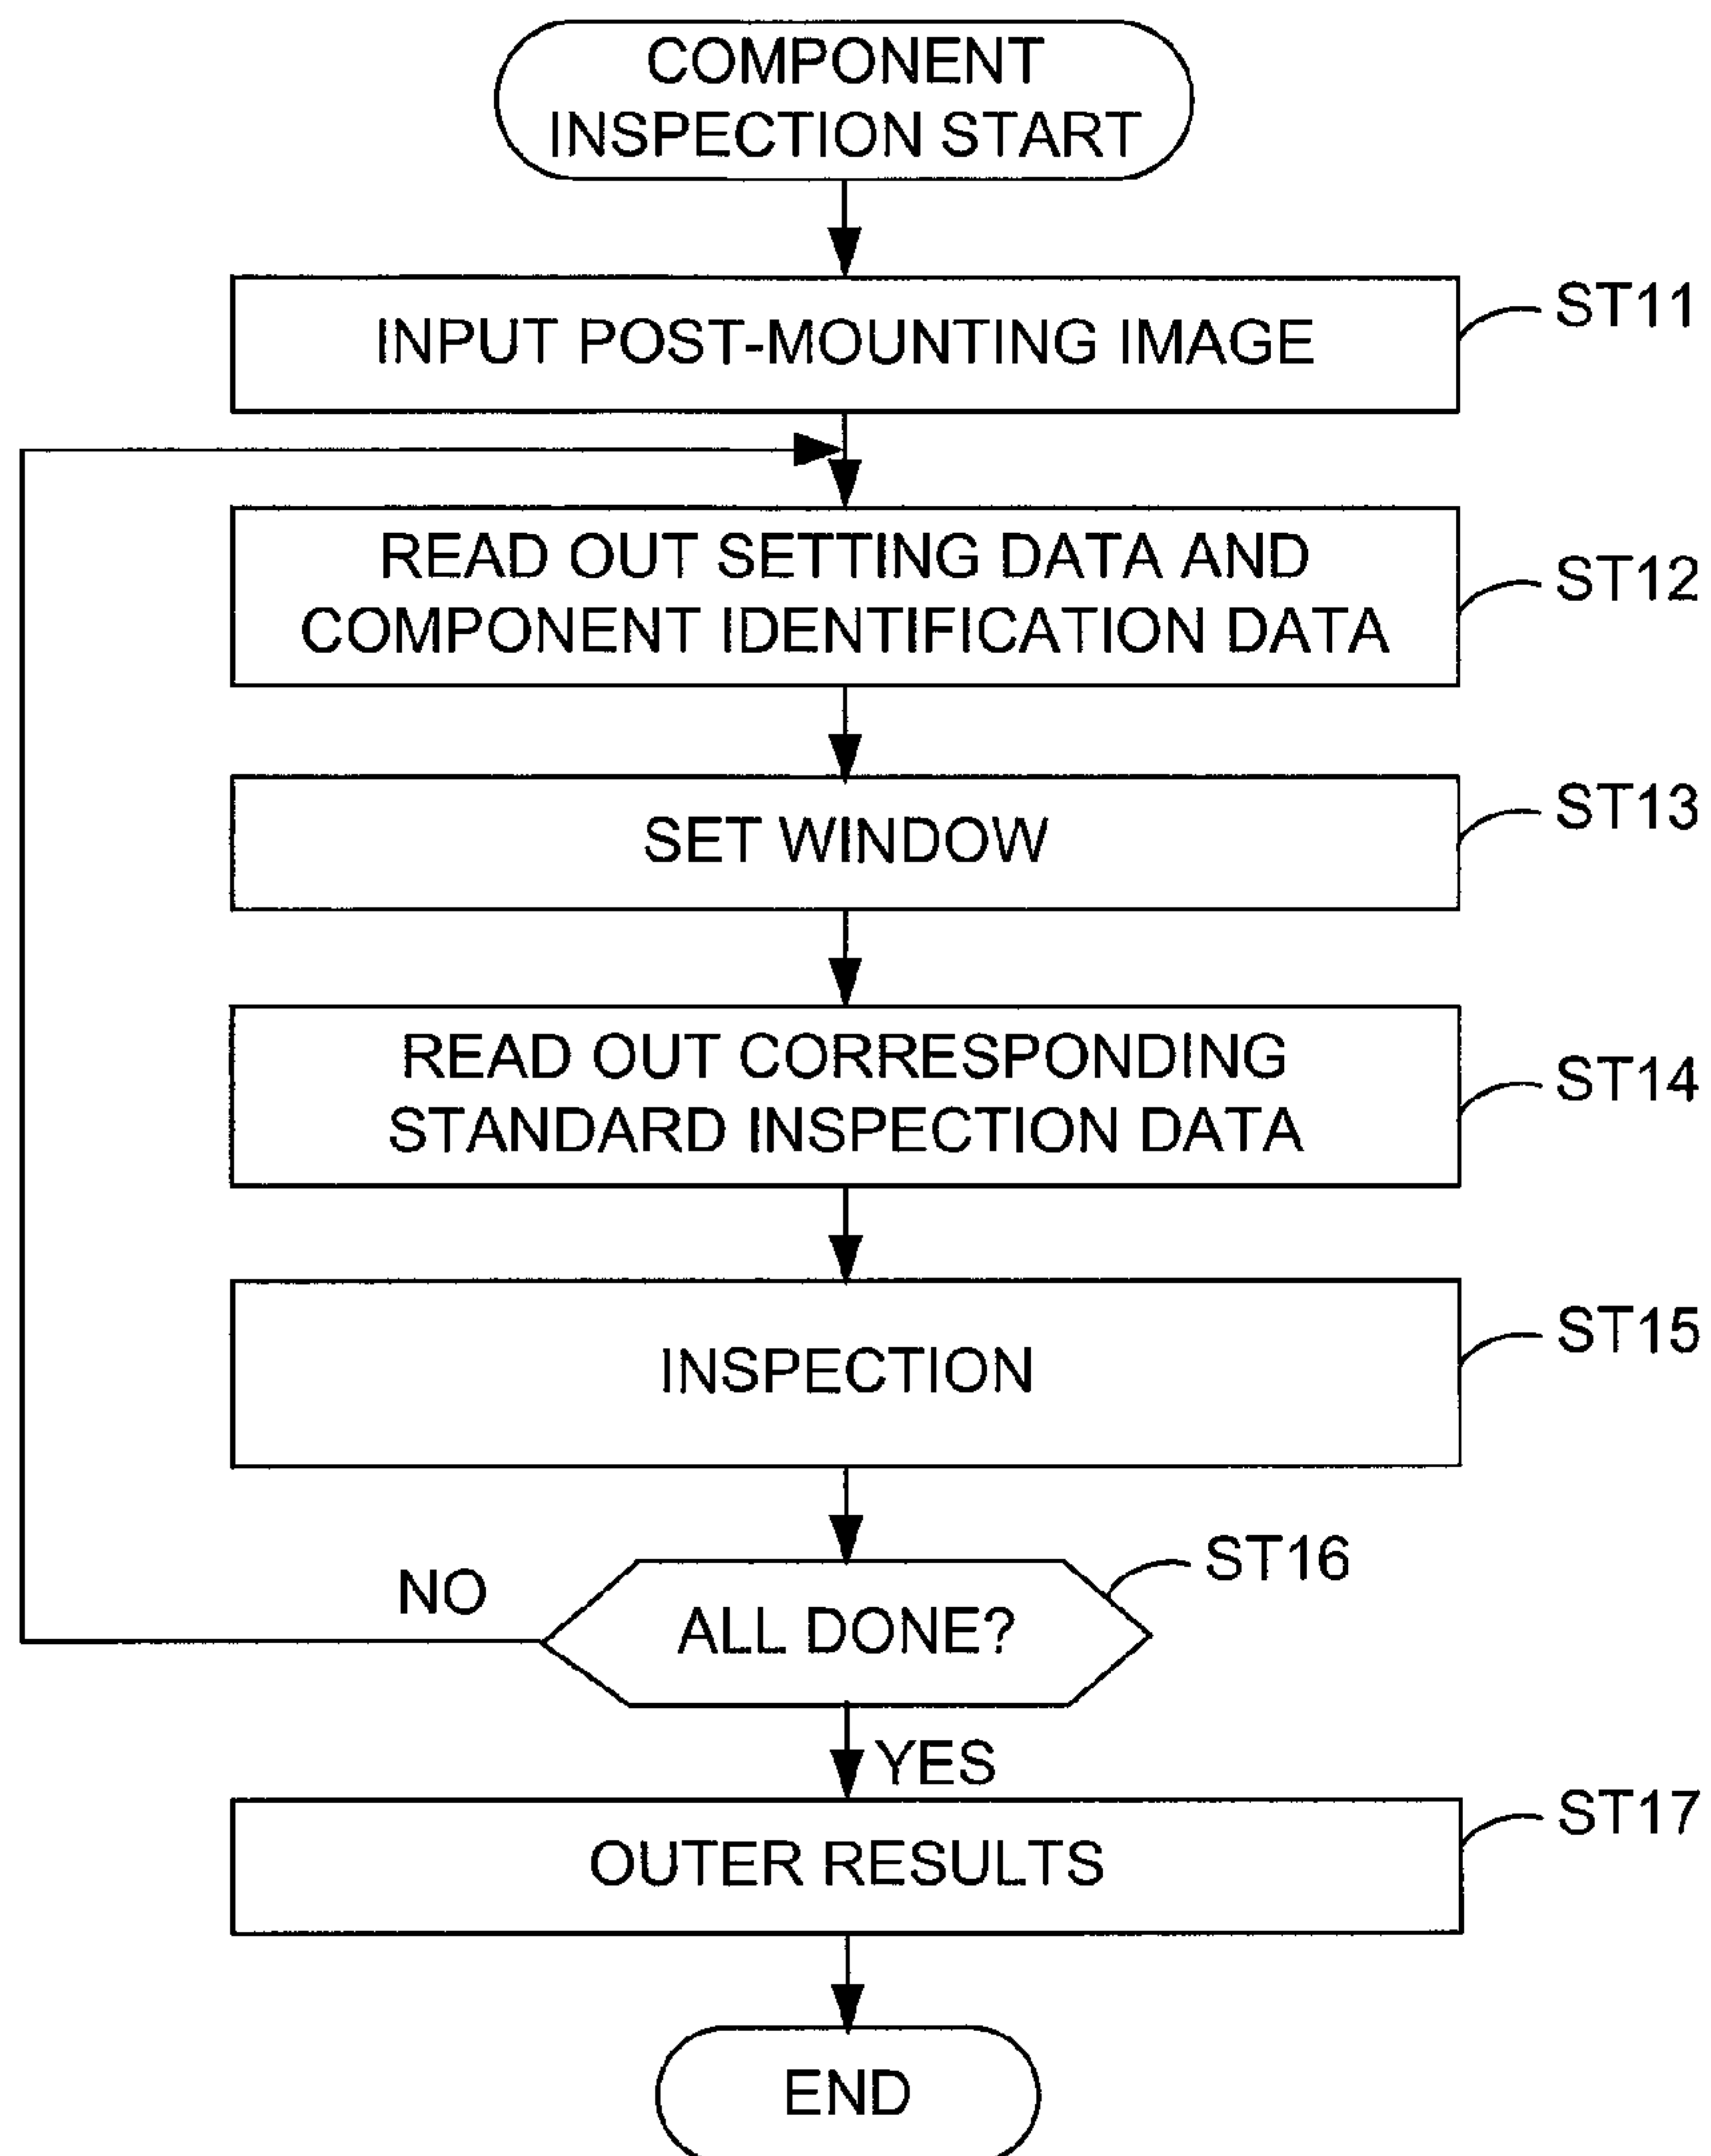 COMPONENT
INSPECTION START
INPUT POST-MOUNTING IMAGE
ST11
READ OUT SETTING DATA AND
COMPONENT IDENTIFICATION DATA
ST12
SET WINDOW
ST13
READ OUT CORRESPONDING
STANDARD INSPECTION DATA
ST14
INSPECTION
ST15
ST16
NO
ALL DONE?
YES
ST17
OUTER RESULTS
END